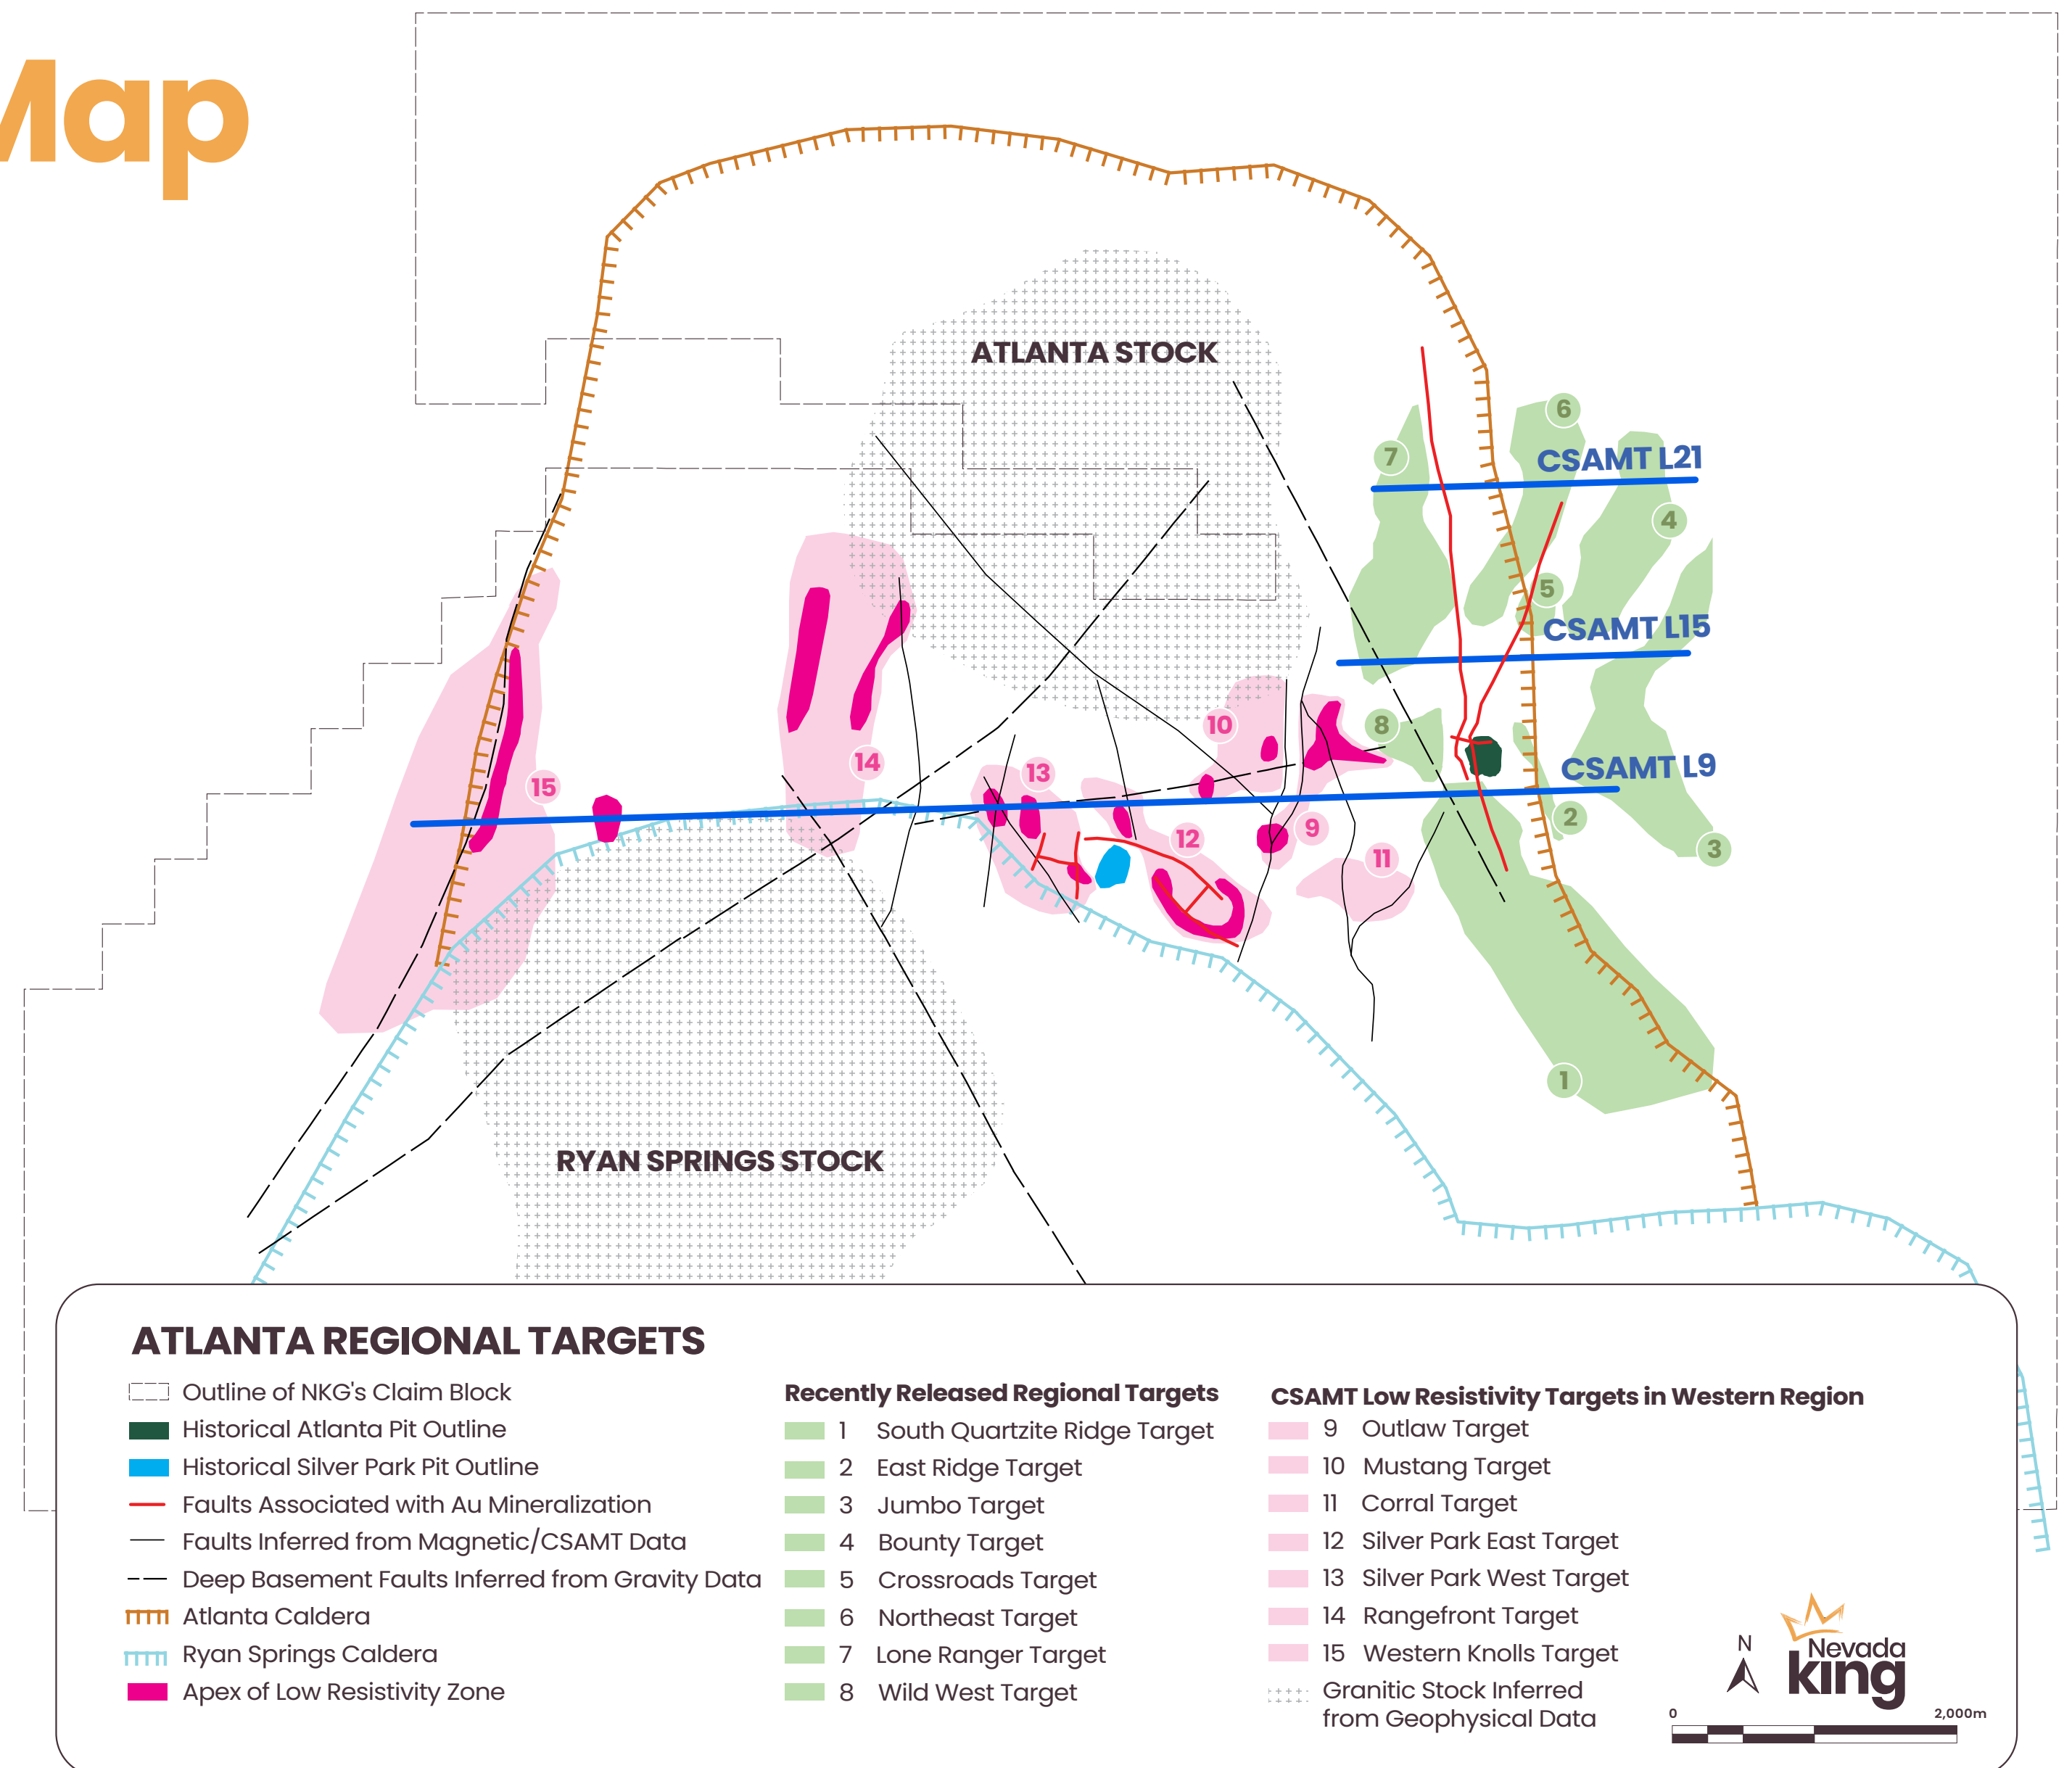 Map
ATLANTA STOCK
6
7
CSAMT L21
4
5
CSAMT L15
10
8
14
13
CSAMT L9
15
2
9
12
3
11
1
RYAN SPRINGS STOCK
ATLANTA REGIONAL TARGETS
Outline of NKG's Claim Block
Historical Atlanta Pit Outline
Historical Silver Park Pit Outline
Faults Associated with Au Mineralization
Faults Inferred from Magnetic/CSAMT Data
Deep Basement Faults Inferred from Gravity Data
Atlanta Caldera
Ryan Springs Caldera
Apex of Low Resistivity Zone
Recently Released Regional Targets
1 South Quartzite Ridge Target
2 East Ridge Target
3 Jumbo Target
4 Bounty Target
5 Crossroads Target
6 Northeast Target
7 Lone Ranger Target
8 Wild West Target
CSAMT Low Resistivity Targets in Western Region
9 Outlaw Target
10 Mustang Target
11 Corral Target
12 Silver Park East Target
13 Silver Park West Target
14 Rangefront Target
15 Western Knolls Target
Granitic Stock Inferred
from Geophysical Data
N
Nevada
king
0 2,000m